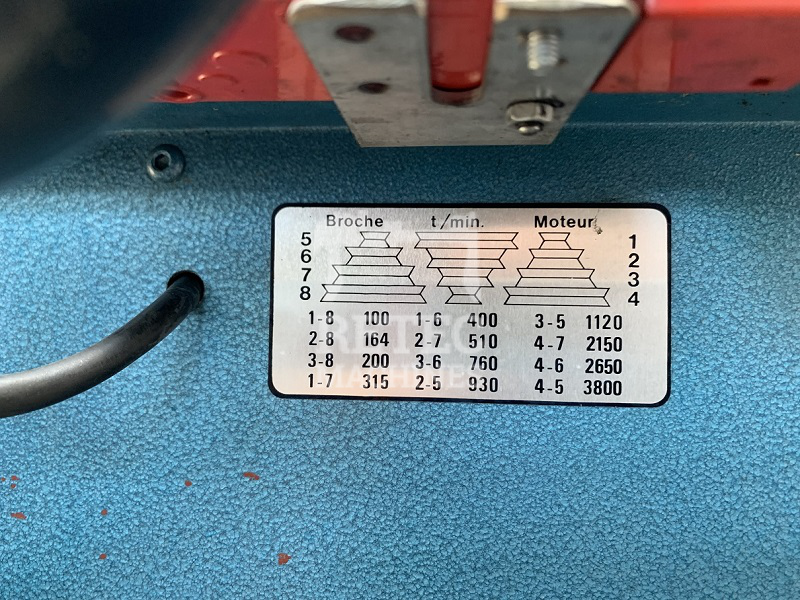 Broche t/min. Moteur
5 1
6 2
7 3
8 4
1-8 100 1-6 400 3-5 1120
2-8 164 2-7 510 4-7 2150
3-8 200 3-6 760 4-6 2650
1-7 315 2-5 930 4-5 3800
RETEC
MACHINES